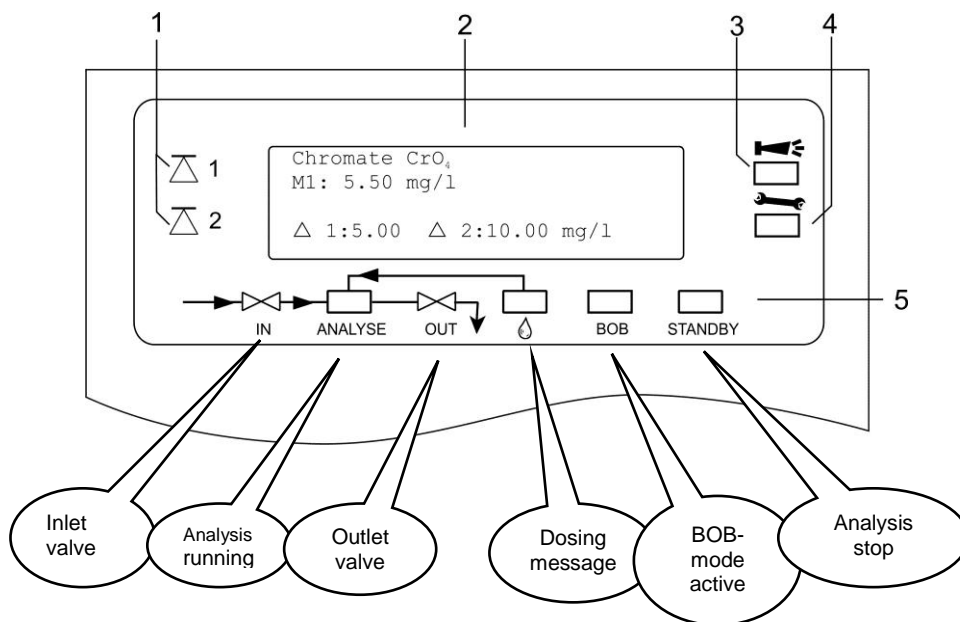 1
2
3
4
1
2
Chromate CrO₄
M1: 5.50 mg/l
△ 1:5.00 △ 2:10.00 mg/l
5
IN ANALYSE OUT BOB STANDBY
Inlet
valve
Analysis
running
Outlet
valve
Dosing
message
BOB-
mode
active
Analysis
stop